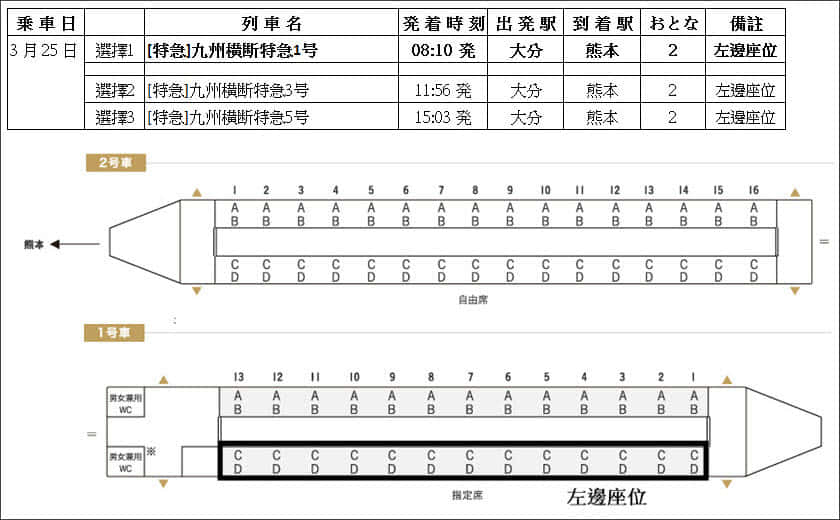 乗車日 列車名 発着時刻 出発駅 到着駅 おとな 備註
3月25日 選擇1 [特急]九州横断特急1号 08:10 発 大分 熊本 2 左邊座位
選擇2 [特急]九州横断特急3号 11:56 発 大分 熊本 2 左邊座位
選擇3 [特急]九州横断特急5号 15:03 発 大分 熊本 2 左邊座位
2号車
1 2 3 4 5 6 7 8 9 10 11 12 13 14 15 16
A A A A A A A A A A A A A A A A
B B B B B B B B B B B B B B B B
熊本
C C C C C C C C C C C C C C C C
D D D D D D D D D D D D D D D D
自由席
:
1号車
13 12 11 10 9 8 7 6 5 4 3 2 1
男女兼用 A A A A A A A A A A A A A
WC B B B B B B B B B B B B B
男女兼用 ※ C C C C C C C C C C C C C
WC D D D D D D D D D D D D D
指定席 左邊座位